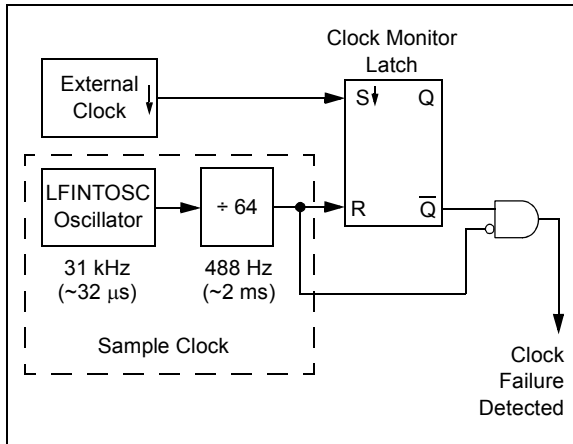 Clock Monitor
Latch
External
Clock
S
Q
LFINTOSC
Oscillator
÷ 64
R
Q̅
31 kHz
(~32 μs)
488 Hz
(~2 ms)
Sample Clock
Clock
Failure
Detected